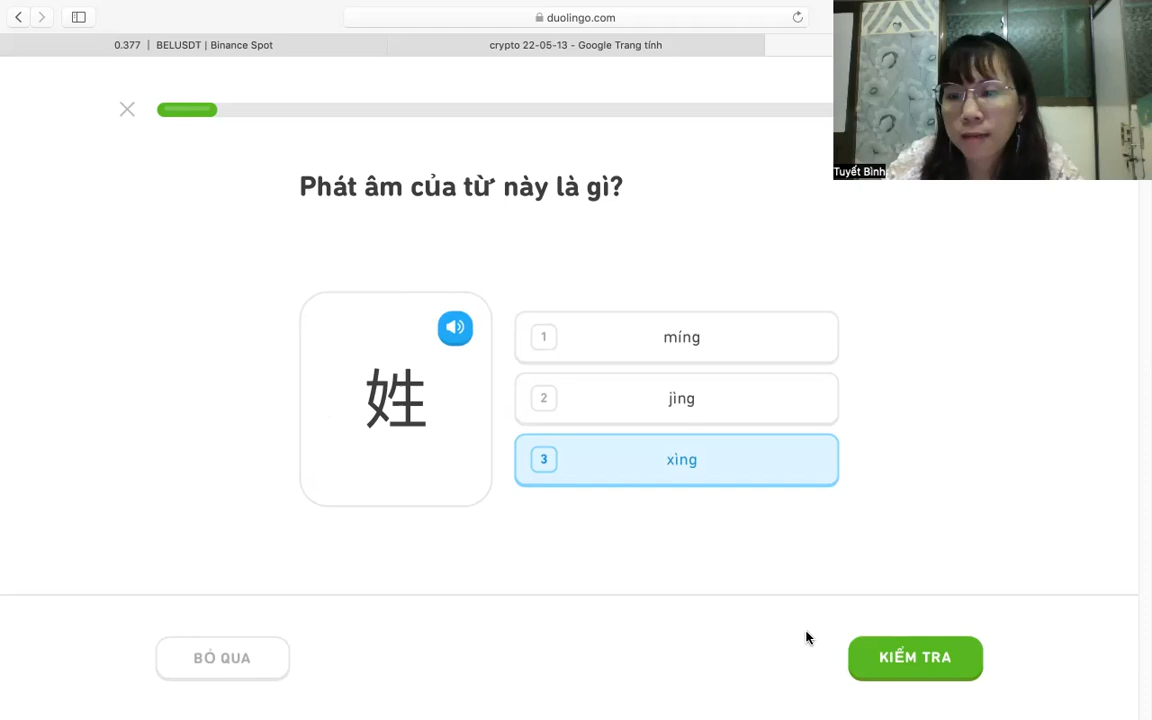 duolingo.com
0.377 | BELUSDT | Binance Spot
crypto 22-05-13 - Google Trang tính
Tuyết Bình
Phát âm của từ này là gì?
姓
1 míng
2 jìng
3 xìng
BỎ QUA
KIỂM TRA